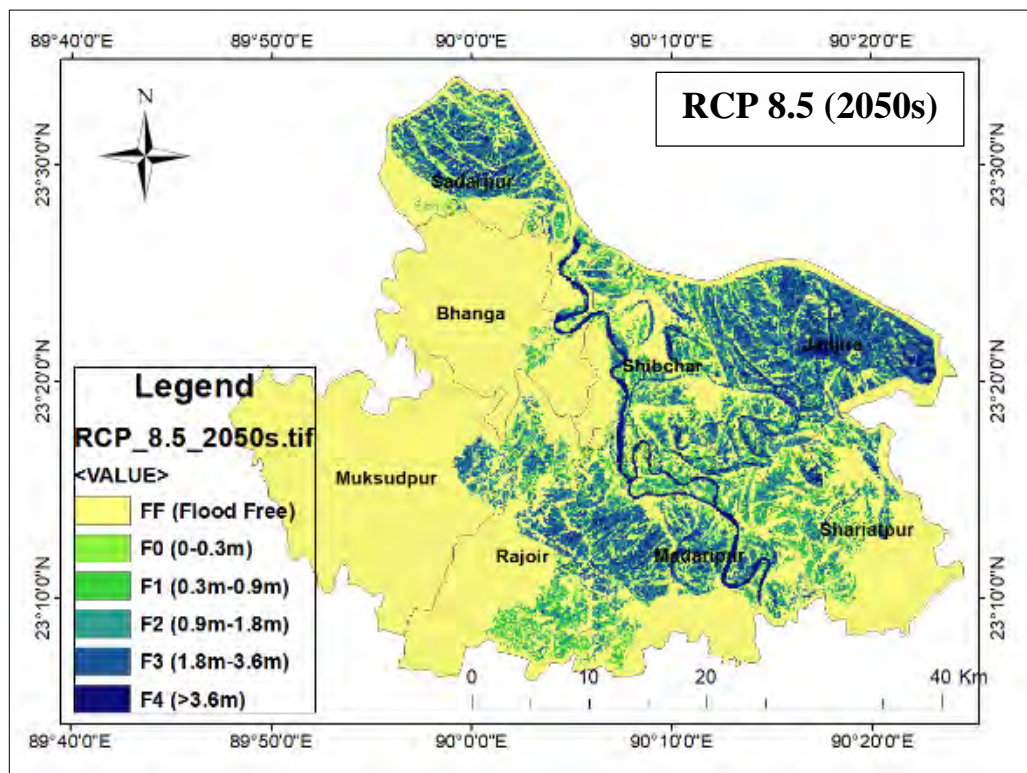 89°40'0"E 89°50'0"E 90°0'0"E 90°10'0"E 90°20'0"E
RCP 8.5 (2050s)
N
23°30'0"N 23°30'0"N
Sadarpur
Bhanga
Shibchar
Janjira
23°20'0"N 23°20'0"N
Legend
RCP_8.5_2050s.tif
<VALUE>
FF (Flood Free)
F0 (0-0.3m)
F1 (0.3m-0.9m)
F2 (0.9m-1.8m)
F3 (1.8m-3.6m)
F4 (>3.6m)
Muksudpur
Shariatpur
Rajoir
Madaripur
23°10'0"N 23°10'0"N
0 10 20 40 Km
89°40'0"E 89°50'0"E 90°0'0"E 90°10'0"E 90°20'0"E